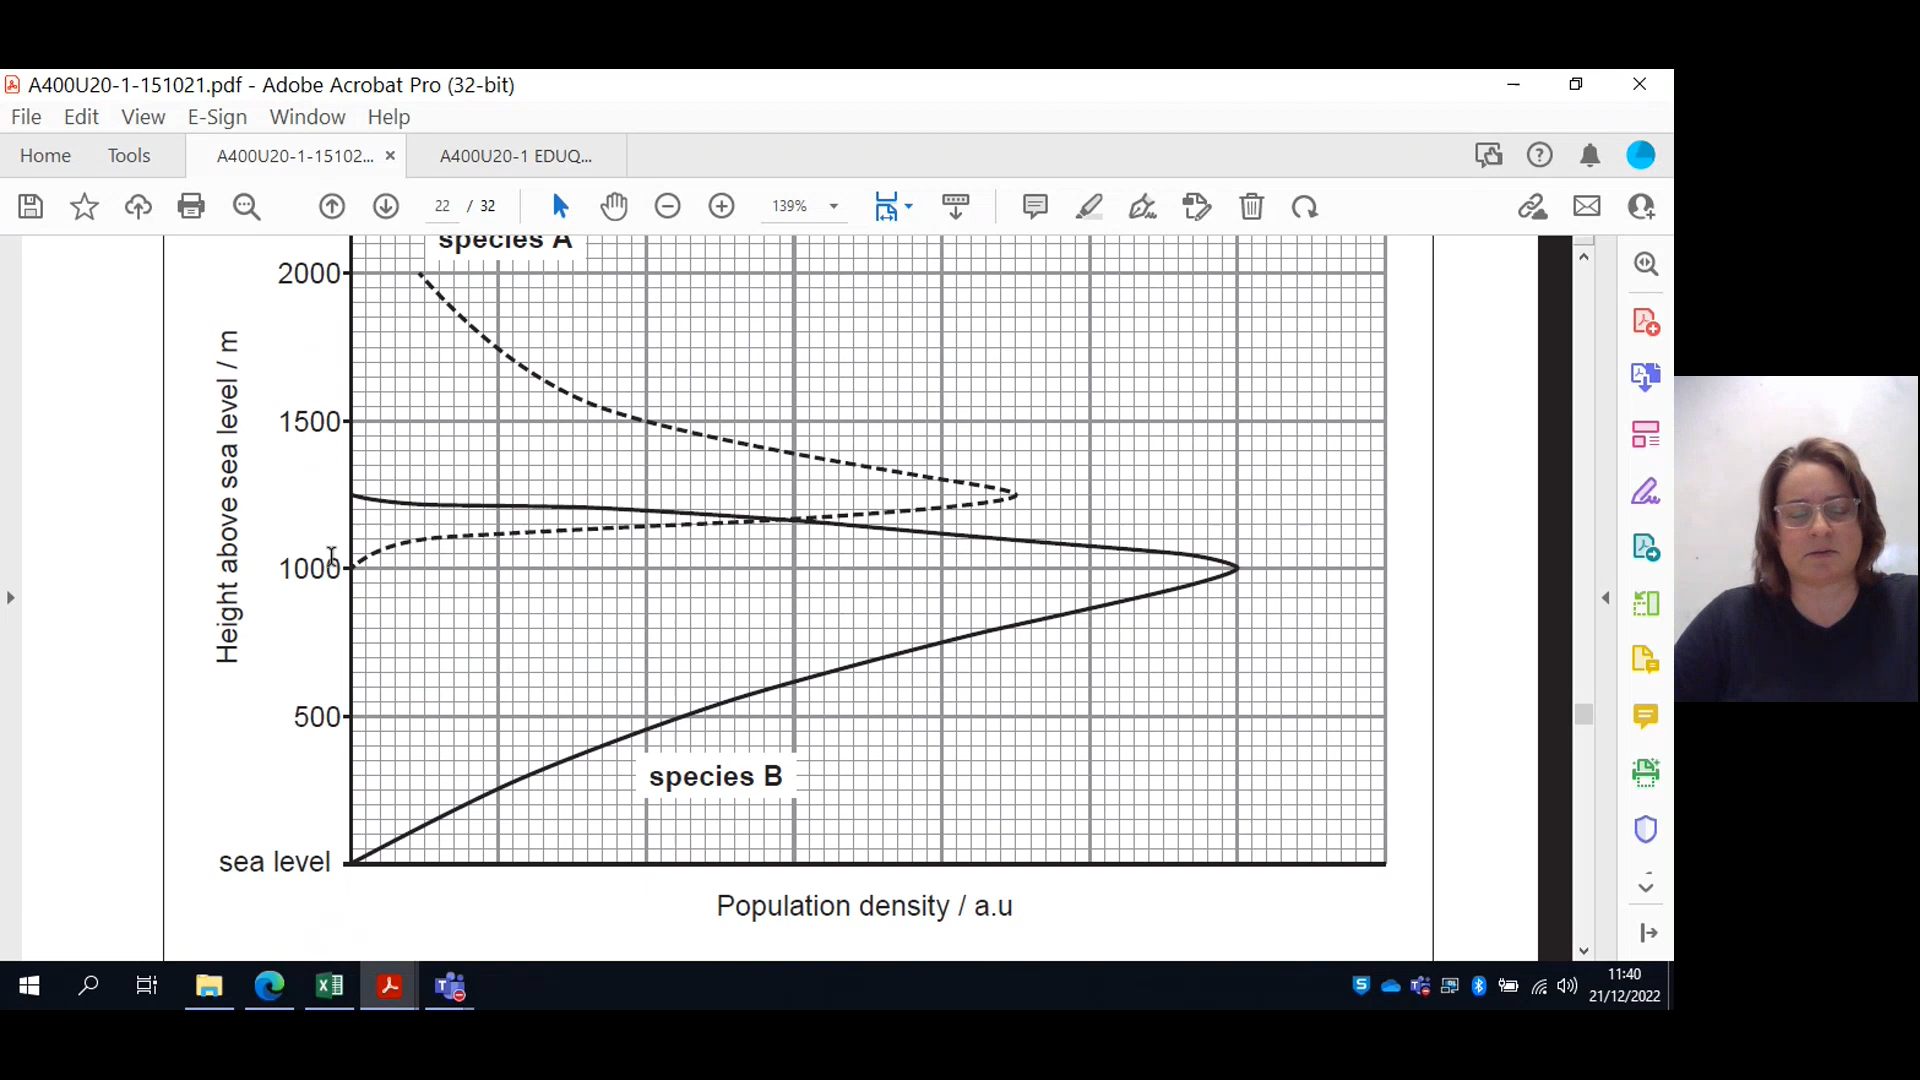 A400U20-1-151021.pdf - Adobe Acrobat Pro (32-bit)
File Edit View E-Sign Window Help
Home Tools A400U20-1-15102... × A400U20-1 EDUQ...
22 / 32 139%
species A
2000
1500
1000
500
sea level
Height above sea level / m
species B
Population density / a.u
11:40
21/12/2022